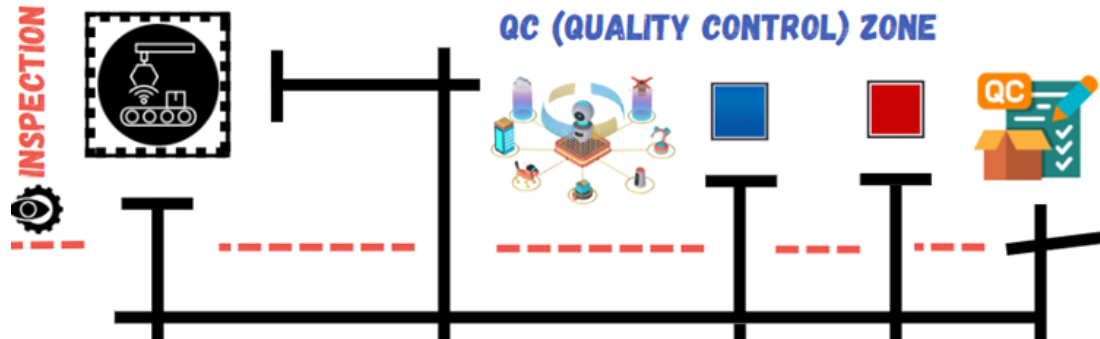 INSPECTION
QC (QUALITY CONTROL) ZONE
QC